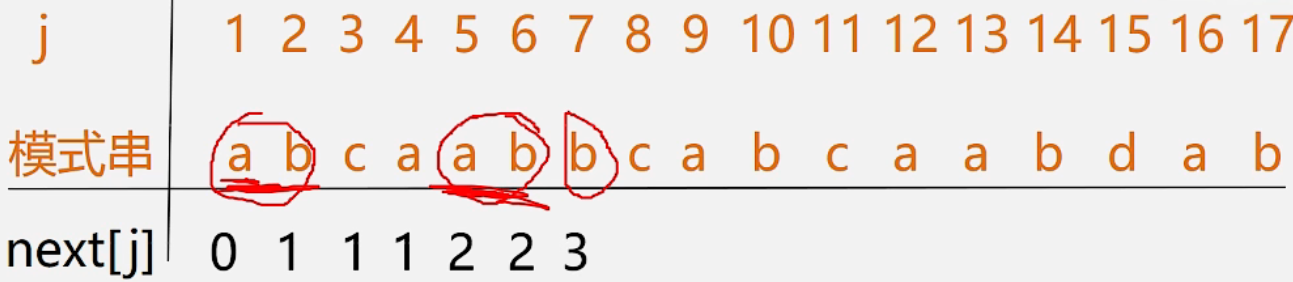 j 1 2 3 4 5 6 7 8 9 10 11 12 13 14 15 16 17
模式串 a b c a a b b c a b c a a b d a b
next[j] 0 1 1 1 2 2 3